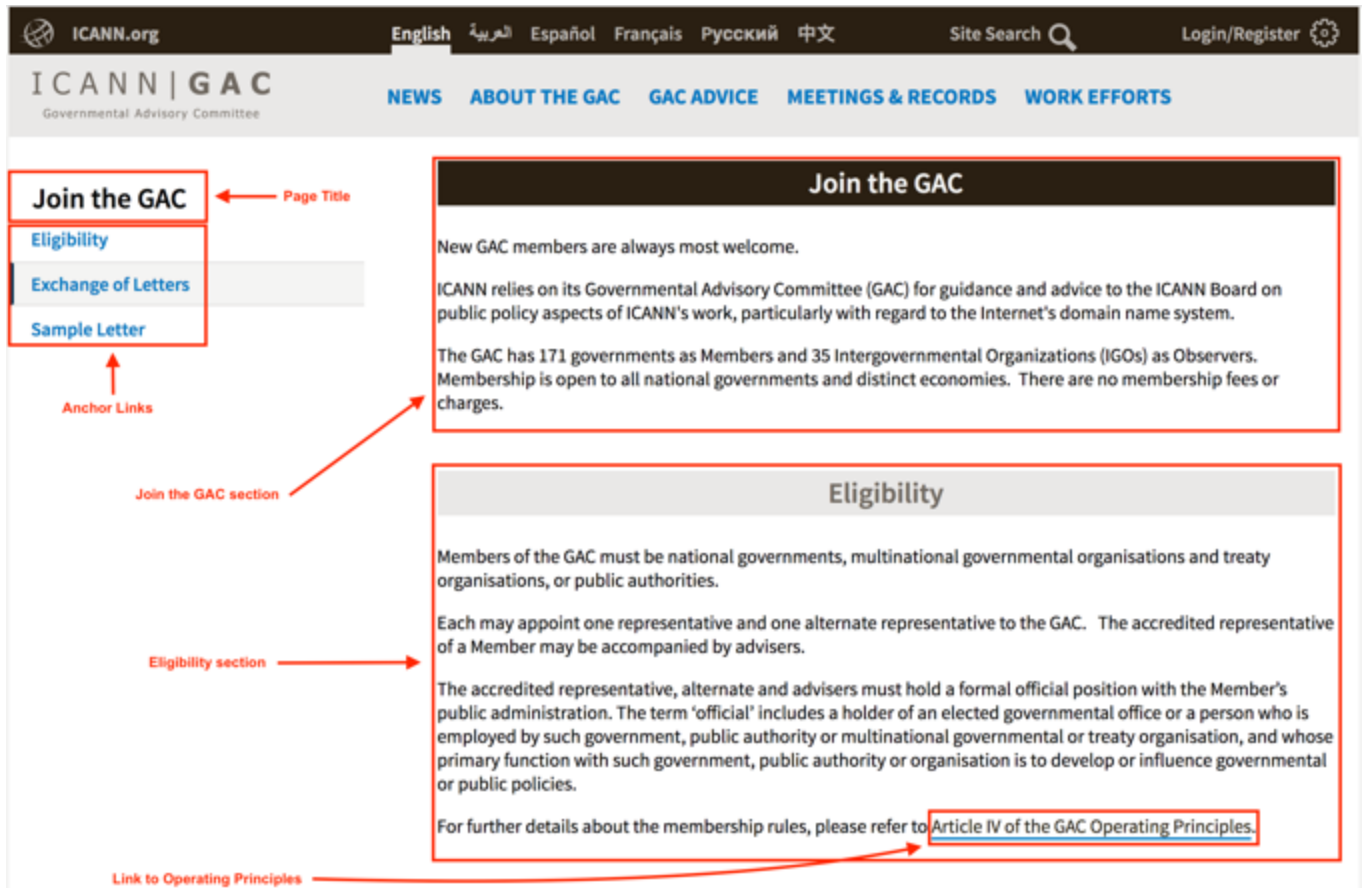 ICANN.org
English العربية Español Français Русский 中文
Site Search
Login/Register
ICANN|GAC
Governmental Advisory Committee
NEWS ABOUT THE GAC GAC ADVICE MEETINGS & RECORDS WORK EFFORTS
Join the GAC
Page Title
Eligibility
Exchange of Letters
Sample Letter
Anchor Links
Join the GAC
New GAC members are always most welcome.
ICANN relies on its Governmental Advisory Committee (GAC) for guidance and advice to the ICANN Board on
public policy aspects of ICANN's work, particularly with regard to the Internet's domain name system.
The GAC has 171 governments as Members and 35 Intergovernmental Organizations (IGOs) as Observers.
Membership is open to all national governments and distinct economies. There are no membership fees or
charges.
Join the GAC section
Eligibility
Members of the GAC must be national governments, multinational governmental organisations and treaty
organisations, or public authorities.
Each may appoint one representative and one alternate representative to the GAC. The accredited representative
of a Member may be accompanied by advisers.
Eligibility section
The accredited representative, alternate and advisers must hold a formal official position with the Member's
public administration. The term ‘official’ includes a holder of an elected governmental office or a person who is
employed by such government, public authority or multinational governmental or treaty organisation, and whose
primary function with such government, public authority or organisation is to develop or influence governmental
or public policies.
For further details about the membership rules, please refer to Article IV of the GAC Operating Principles.
Link to Operating Principles